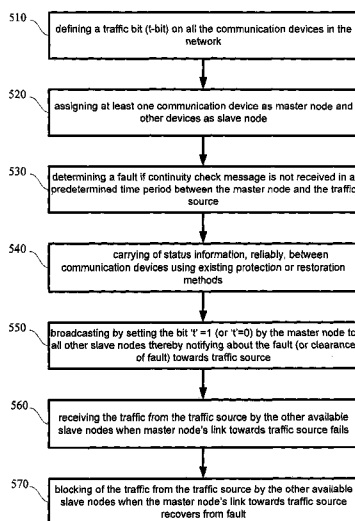 510
defining a traffic bit (t-bit) on all the communication devices in the
network
520
assigning at least one communication device as master node and
other devices as slave node
530
determining a fault if continuity check message is not received in a
predetermined time period between the master node and the traffic
source
540
carrying of status information, reliably, between
communication devices using existing protection or restoration
methods
550
broadcasting by setting the bit 't' =1 (or 't'=0) by the master node to
all other slave nodes thereby notifying about the fault (or clearance
of fault) towards traffic source
560
receiving the traffic from the traffic source by the other available
slave nodes when master node's link towards traffic source fails
570
blocking of the traffic from the traffic source by the other available
slave nodes when the master node's link towards traffic source
recovers from fault